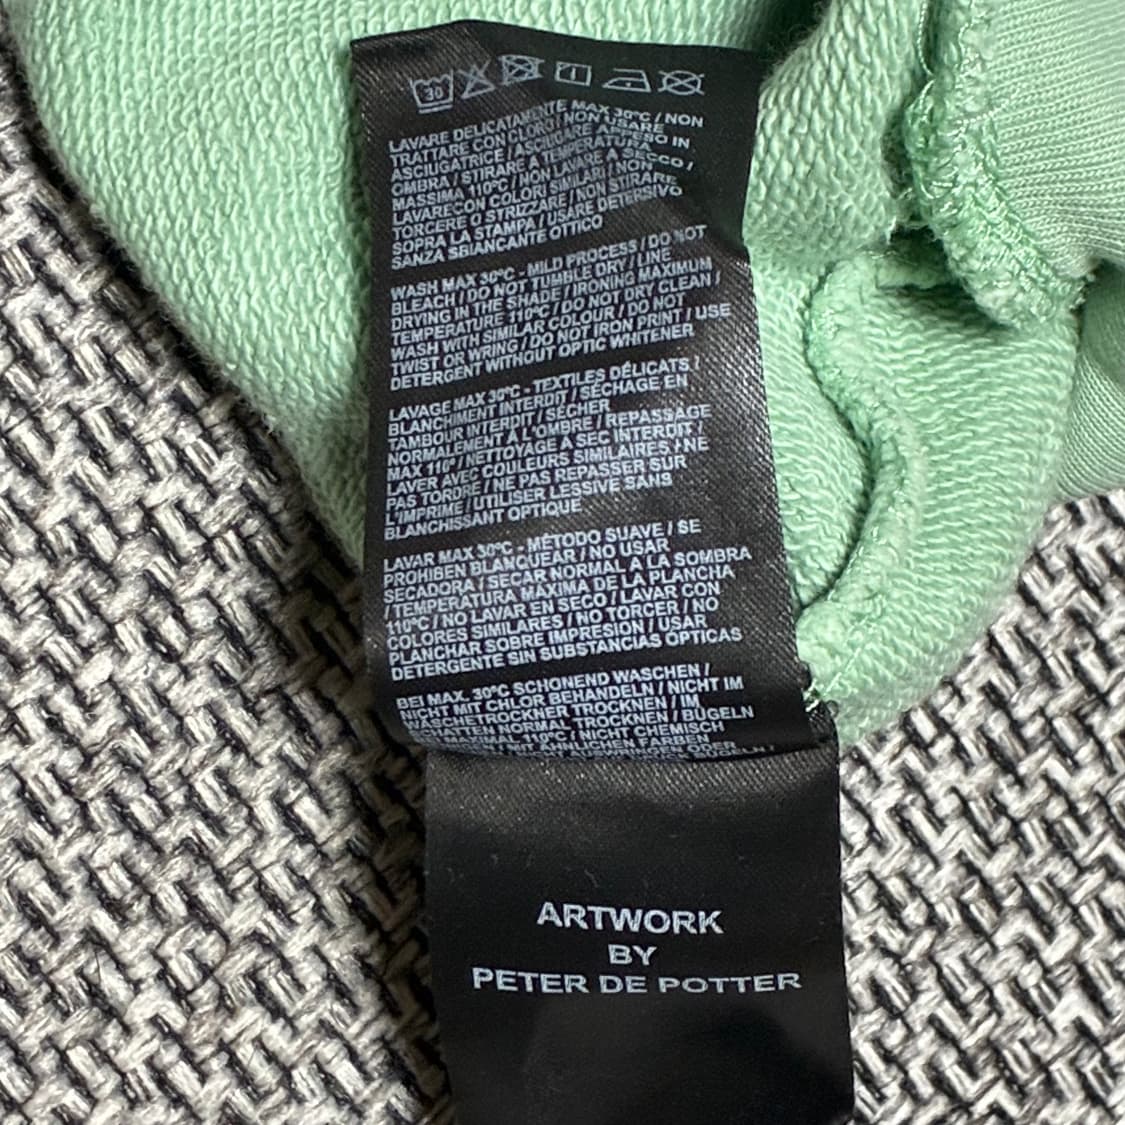 30
LAVARE DELICATAMENTE MAX 30°C / NON
TRATTARE CON CLORO / NON USARE
ASCIUGATRICE / ASCIUGARE APPESO IN
OMBRA / STIRARE A TEMPERATURA
MASSIMA 110°C / NON LAVARE A SECCO /
LAVARECON COLORI SIMILARI / NON
TORCERE O STRIZZARE / NON STIRARE
SOPRA LA STAMPA / USARE DETERSIVO
SANZA SBIANCANTE OTTICO
WASH MAX 30°C - MILD PROCESS / DO NOT
BLEACH / DO NOT TUMBLE DRY / LINE
DRYING IN THE SHADE / IRONING MAXIMUM
TEMPERATURE 110°C / DO NOT DRY CLEAN /
WASH WITH SIMILAR COLOUR / DO NOT
TWIST OR WRING / DO NOT IRON PRINT / USE
DETERGENT WITHOUT OPTIC WHITENER
LAVAGE MAX 30°C - TEXTILES DÉLICATS /
BLANCHIMENT INTERDIT / SÉCHAGE EN
TAMBOUR INTERDIT / SÉCHER
NORMALEMENT À L'OMBRE / REPASSAGE
MAX 110° / NETTOYAGE A SEC INTERDIT /
LAVER AVEC COULEURS SIMILAIRES / NE
PAS TORDRE / NE PAS REPASSER SUR
L'IMPRIME / UTILISER LESSIVE SANS
BLANCHISSANT OPTIQUE
LAVAR MAX 30°C - MÉTODO SUAVE / SE
PROHIBEN BLANQUEAR / NO USAR
SECADORA / SECAR NORMAL A LA SOMBRA
/ TEMPERATURA MÁXIMA DE LA PLANCHA
110°C / NO LAVAR EN SECO / LAVAR CON
COLORES SIMILARES / NO TORCER / NO
PLANCHAR SOBRE IMPRESIÓN / USAR
DETERGENTE SIN SUBSTANCIAS ÓPTICAS
BEI MAX. 30°C SCHONEND WASCHEN /
NICHT MIT CHLOR BEHANDELN / NICHT IM
WÄSCHETROCKNER TROCKNEN / IM
SCHATTEN NORMAL TROCKNEN / BÜGELN
110°C / NICHT CHEMISCH
/ MIT ÄHNLICHEN FARBEN
ODER
ARTWORK
BY
PETER DE POTTER